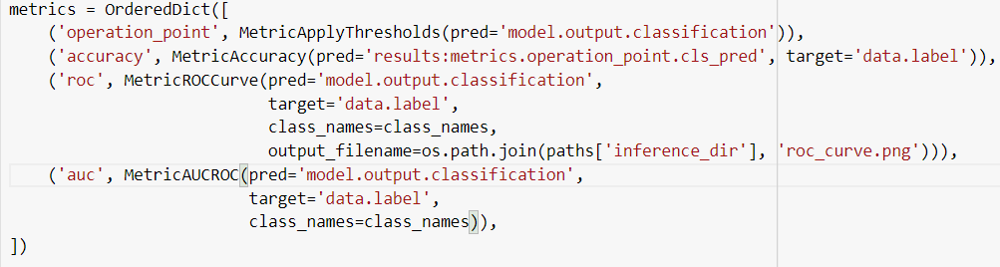 metrics = OrderedDict([
    ('operation_point', MetricApplyThresholds(pred='model.output.classification')),
    ('accuracy', MetricAccuracy(pred='results:metrics.operation_point.cls_pred', target='data.label')),
    ('roc', MetricROCCurve(pred='model.output.classification',
                           target='data.label',
                           class_names=class_names,
                           output_filename=os.path.join(paths['inference_dir'], 'roc_curve.png'))),
    ('auc', MetricAUCROC(pred='model.output.classification',
                         target='data.label',
                         class_names=class_names)),
])